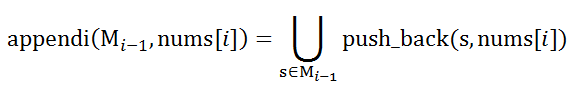 appendi(M_{i−1}, nums[i]) = ⋃_{s∈M_{i−1}} push_back(s, nums[i])